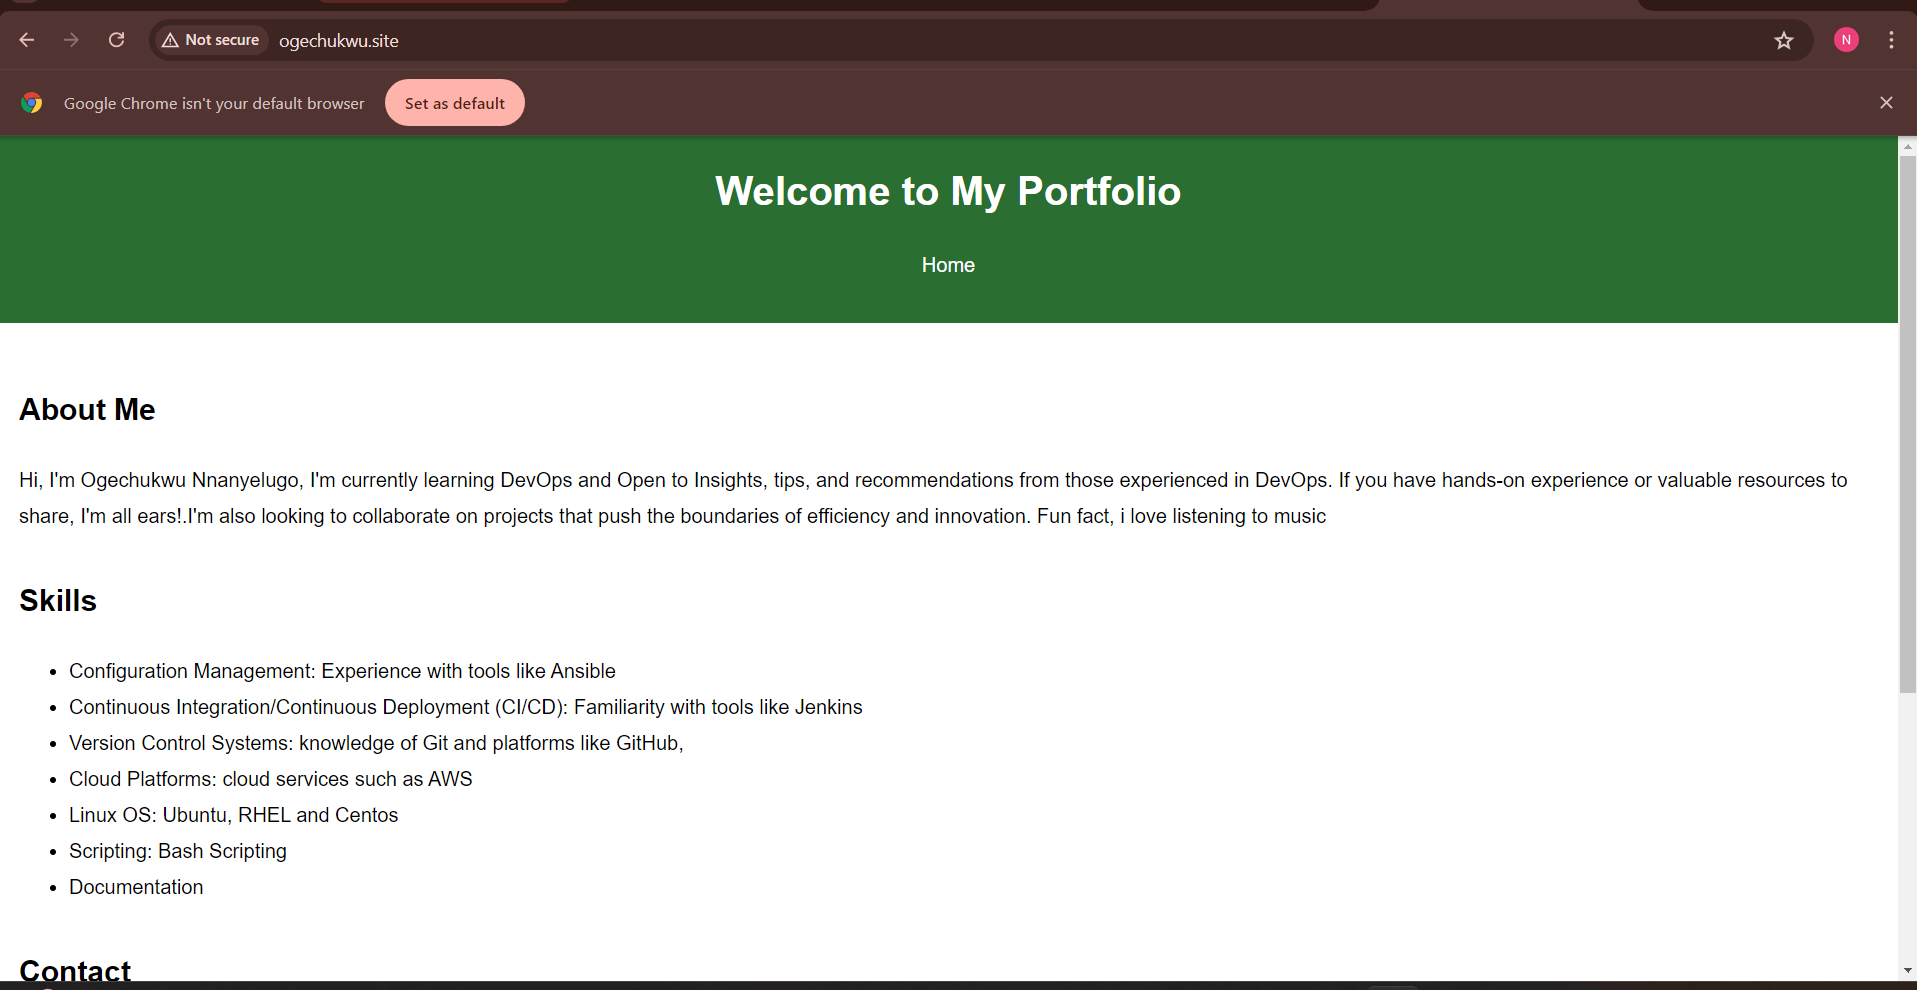 Not secure
ogechukwu.site
N
Google Chrome isn't your default browser
Set as default
Welcome to My Portfolio
Home
About Me
Hi, I'm Ogechukwu Nnanyelugo, I'm currently learning DevOps and Open to Insights, tips, and recommendations from those experienced in DevOps. If you have hands-on experience or valuable resources to
share, I'm all ears!.I'm also looking to collaborate on projects that push the boundaries of efficiency and innovation. Fun fact, i love listening to music
Skills
Configuration Management: Experience with tools like Ansible
Continuous Integration/Continuous Deployment (CI/CD): Familiarity with tools like Jenkins
Version Control Systems: knowledge of Git and platforms like GitHub,
Cloud Platforms: cloud services such as AWS
Linux OS: Ubuntu, RHEL and Centos
Scripting: Bash Scripting
Documentation
Contact